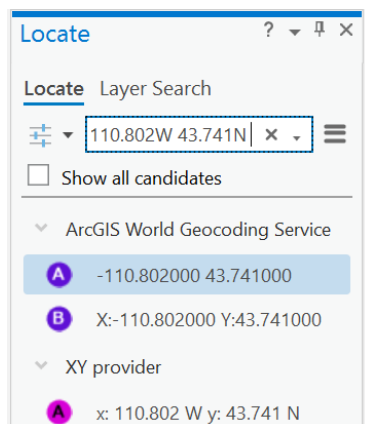 Locate ?
Locate Layer Search
110.802W 43.741N
Show all candidates
ArcGIS World Geocoding Service
A -110.802000 43.741000
B X:-110.802000 Y:43.741000
XY provider
A x: 110.802 W y: 43.741 N